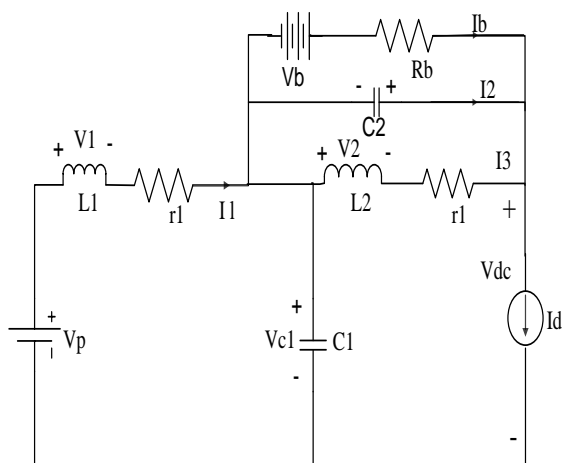 Ib
Vb
Rb
- +
I2
C2
V1
+ -
V2
+ -
I3
L1
r1
I1
L2
r1
+
Vdc
+
Vp
-
+
Vc1
C1
-
Id
-